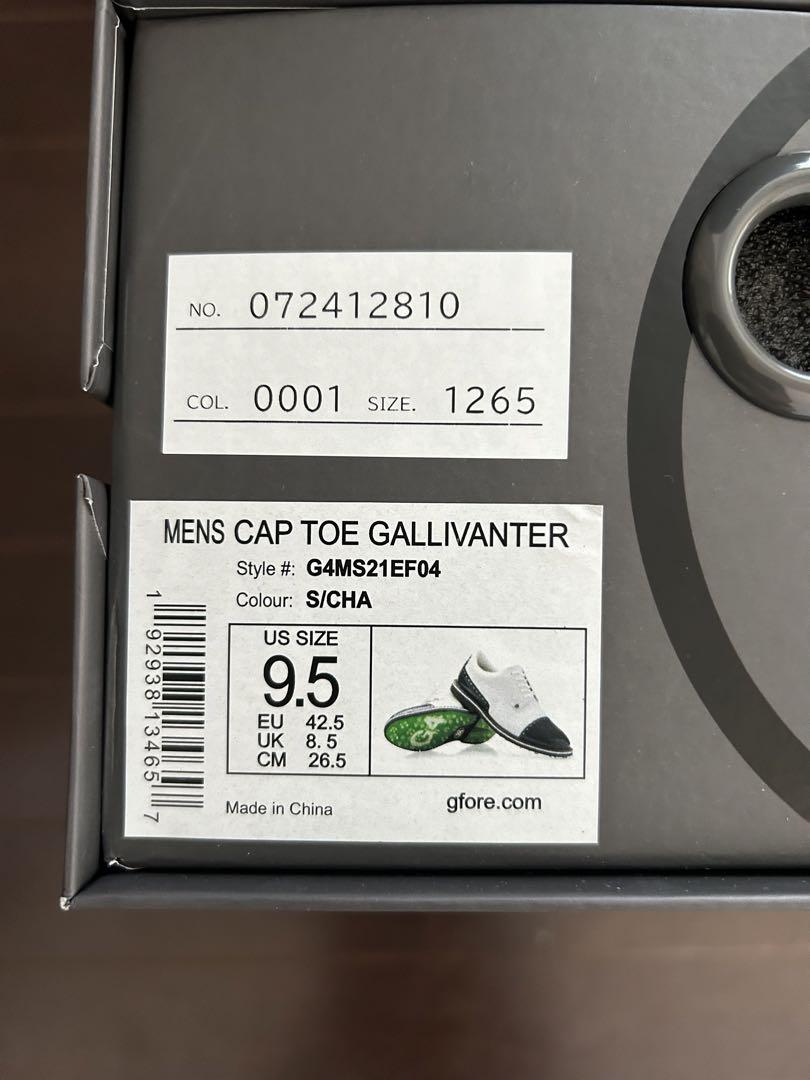 NO. 072412810
COL. 0001 SIZE. 1265
MENS CAP TOE GALLIVANTER
Style #: G4MS21EF04
Colour: S/CHA
US SIZE
9.5
EU 42.5
UK 8.5
CM 26.5
1 92938 13465 7
Made in China
gfore.com